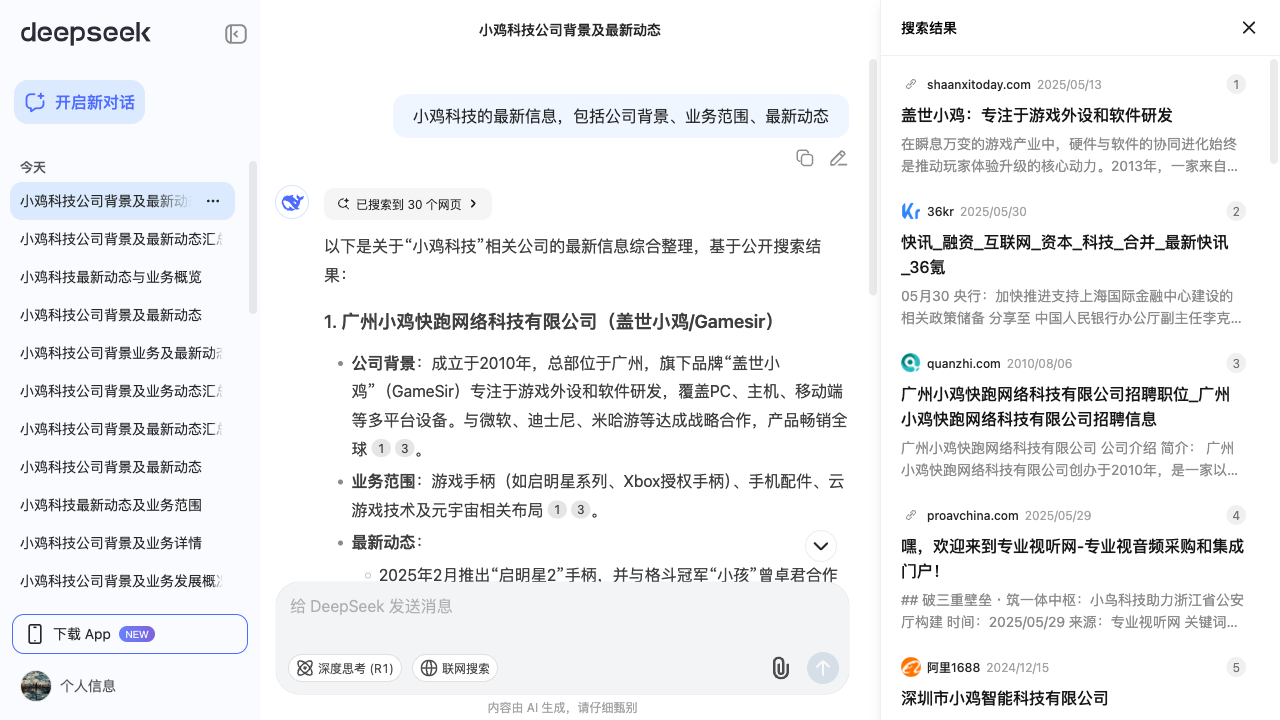 deepseek
开启新对话
今天
小鸡科技公司背景及最新动
小鸡科技公司背景及最新动态汇总
小鸡科技最新动态与业务概览
小鸡科技公司背景及最新动态
小鸡科技公司背景业务及最新动态
小鸡科技公司背景及业务动态汇总
小鸡科技公司背景及最新动态汇总
小鸡科技公司背景及最新动态
小鸡科技最新动态及业务范围
小鸡科技公司背景及业务详情
小鸡科技公司背景及业务发展概况
下载 App NEW
个人信息
小鸡科技公司背景及最新动态
小鸡科技的最新信息，包括公司背景、业务范围、最新动态
已搜索到 30 个网页
以下是关于“小鸡科技”相关公司的最新信息综合整理，基于公开搜索结
果：
1. 广州小鸡快跑网络科技有限公司（盖世小鸡/Gamesir）
• 公司背景：成立于2010年，总部位于广州，旗下品牌“盖世小
鸡”（GameSir）专注于游戏外设和软件研发，覆盖PC、主机、移动端
等多平台设备。与微软、迪士尼、米哈游等达成战略合作，产品畅销全
球 1 3 。
• 业务范围：游戏手柄（如启明星系列、Xbox授权手柄）、手机配件、云
游戏技术及元宇宙相关布局 1 3 。
• 最新动态：
2025年2月推出“启明星2”手柄，并与格斗冠军“小孩”曾卓君合作
给 DeepSeek 发送消息
深度思考 (R1)
联网搜索
内容由 AI 生成，请仔细甄别
搜索结果
shaanxitoday.com 2025/05/13 1
盖世小鸡：专注于游戏外设和软件研发
在瞬息万变的游戏产业中，硬件与软件的协同进化始终
是推动玩家体验升级的核心动力。2013年，一家来自...
36kr 2025/05/30 2
快讯_融资_互联网_资本_科技_合并_最新快讯
_36氪
05月30 央行：加快推进支持上海国际金融中心建设的
相关政策储备 分享至 中国人民银行办公厅副主任李克...
quanzhi.com 2010/08/06 3
广州小鸡快跑网络科技有限公司招聘职位_广州
小鸡快跑网络科技有限公司招聘信息
广州小鸡快跑网络科技有限公司 公司介绍 简介： 广州
小鸡快跑网络科技有限公司创办于2010年，是一家以...
proavchina.com 2025/05/29 4
嘿，欢迎来到专业视听网-专业视音频采购和集成
门户！
## 破三重壁垒 · 筑一体中枢：小鸟科技助力浙江省公安
厅构建 时间：2025/05/29 来源：专业视听网 关键词...
阿里1688 2024/12/15 5
深圳市小鸡智能科技有限公司